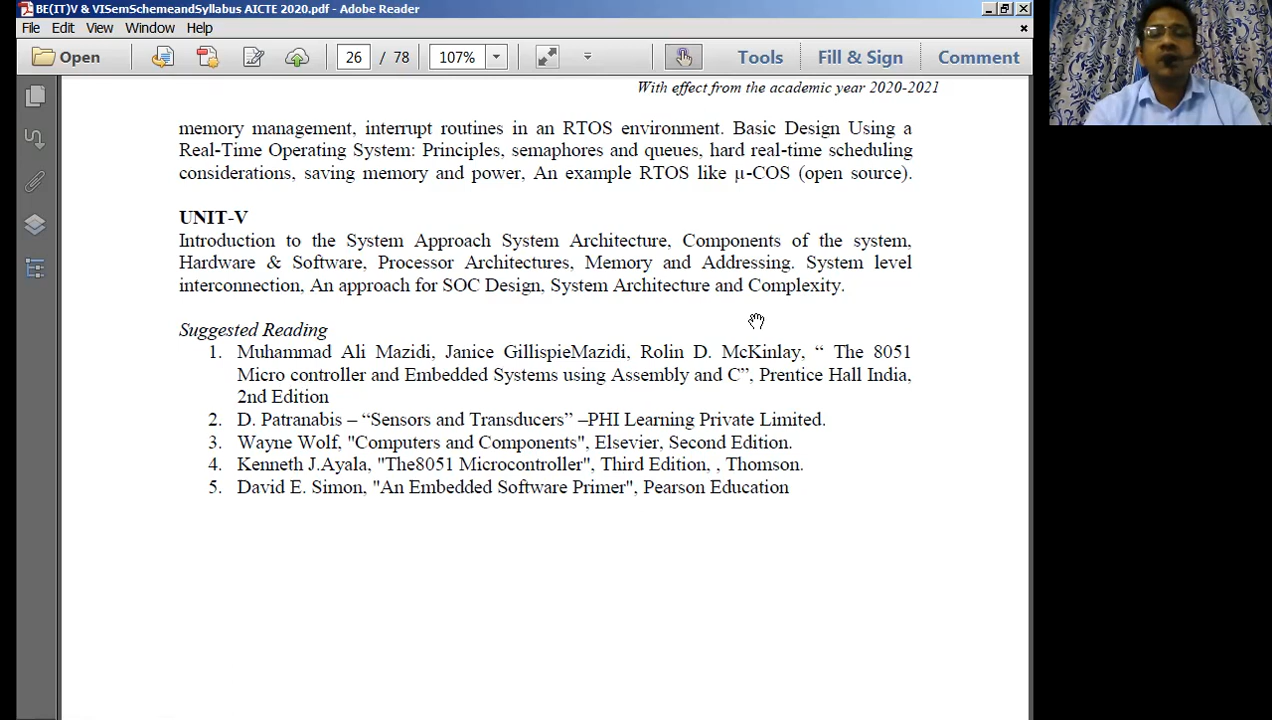 BE(IT)V & VISemSchemeandSyllabus AICTE 2020.pdf - Adobe Reader
File Edit View Window Help
Open 26 / 78 107% Tools Fill & Sign Comment
With effect from the academic year 2020-2021
memory management, interrupt routines in an RTOS environment. Basic Design Using a
Real-Time Operating System: Principles, semaphores and queues, hard real-time scheduling
considerations, saving memory and power, An example RTOS like µ-COS (open source).
UNIT-V
Introduction to the System Approach System Architecture, Components of the system,
Hardware & Software, Processor Architectures, Memory and Addressing. System level
interconnection, An approach for SOC Design, System Architecture and Complexity.
Suggested Reading
1. Muhammad Ali Mazidi, Janice GillispieMazidi, Rolin D. McKinlay, “ The 8051
Micro controller and Embedded Systems using Assembly and C”, Prentice Hall India,
2nd Edition
2. D. Patranabis – “Sensors and Transducers” –PHI Learning Private Limited.
3. Wayne Wolf, "Computers and Components", Elsevier, Second Edition.
4. Kenneth J.Ayala, "The8051 Microcontroller", Third Edition, , Thomson.
5. David E. Simon, "An Embedded Software Primer", Pearson Education